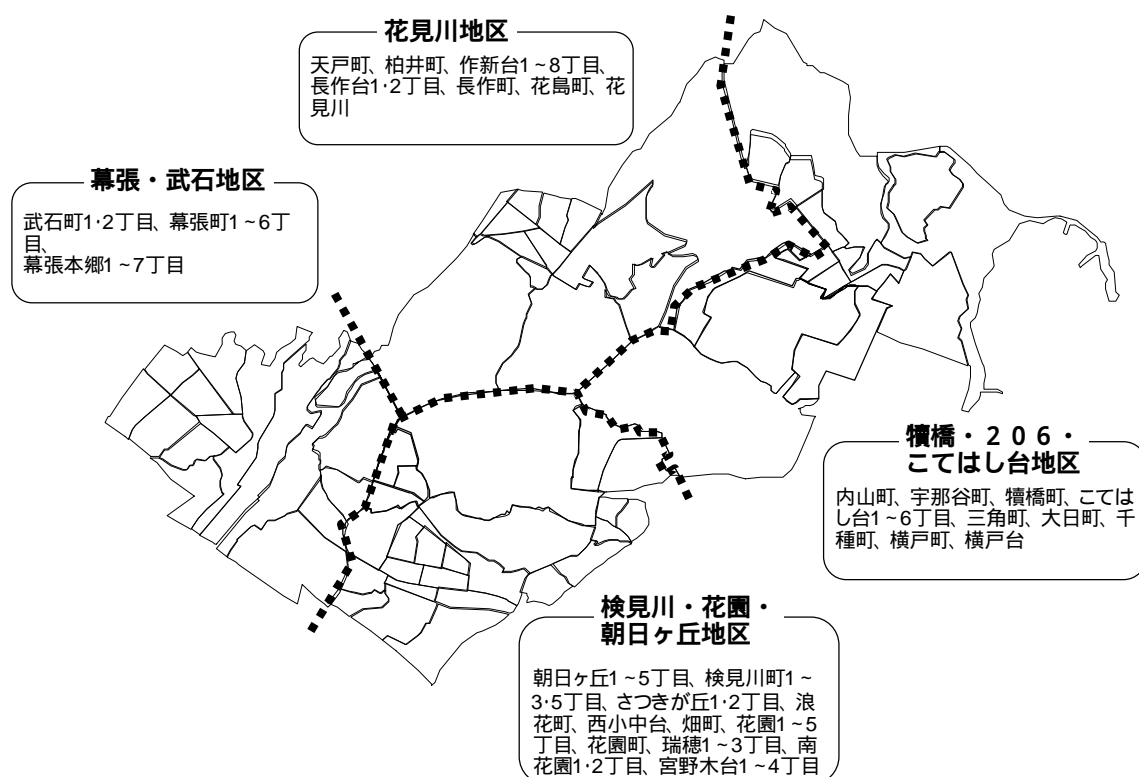 花見川地区
天戸町、柏井町、作新台1~8丁目、
長作台1・2丁目、長作町、花島町、花
見川
幕張・武石地区
武石町1・2丁目、幕張町1~6丁
目、
幕張本郷1~7丁目
犢橋・206・
こてはし台地区
内山町、宇那谷町、犢橋町、こては
し台1~6丁目、三角町、大日町、千
種町、横戸町、横戸台
検見川・花園・
朝日ヶ丘地区
朝日ヶ丘1~5丁目、検見川町1~
3・5丁目、さつきが丘1・2丁目、浪
花町、西小中台、畑町、花園1~5
丁目、花園町、瑞穂1~3丁目、南
花園1・2丁目、宮野木台1~4丁目